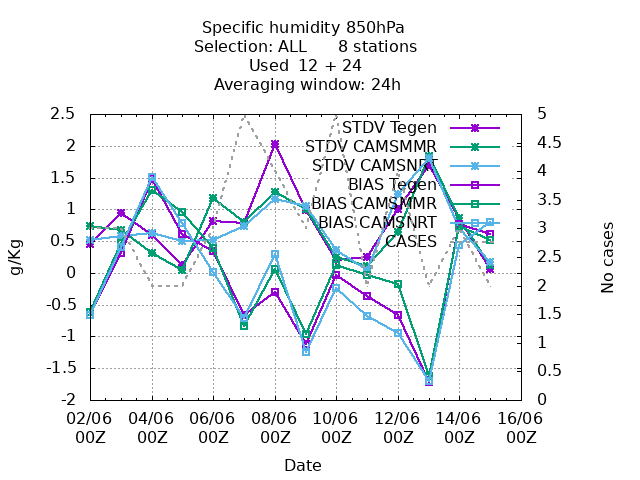 Specific humidity 850hPa
Selection: ALL 8 stations
Used 12 + 24
Averaging window: 24h
2.5
2
1.5
1
0.5
0
-0.5
-1
-1.5
-2
g/Kg
STDV Tegen
STDV CAMSMMR
STDV CAMSNRT
BIAS Tegen
BIAS CAMSMMR
BIAS CAMSNRT
CASES
5
4.5
4
3.5
3
2.5
2
1.5
1
0.5
0
No cases
02/06 04/06 06/06 08/06 10/06 12/06 14/06 16/06
00Z 00Z 00Z 00Z 00Z 00Z 00Z 00Z
Date